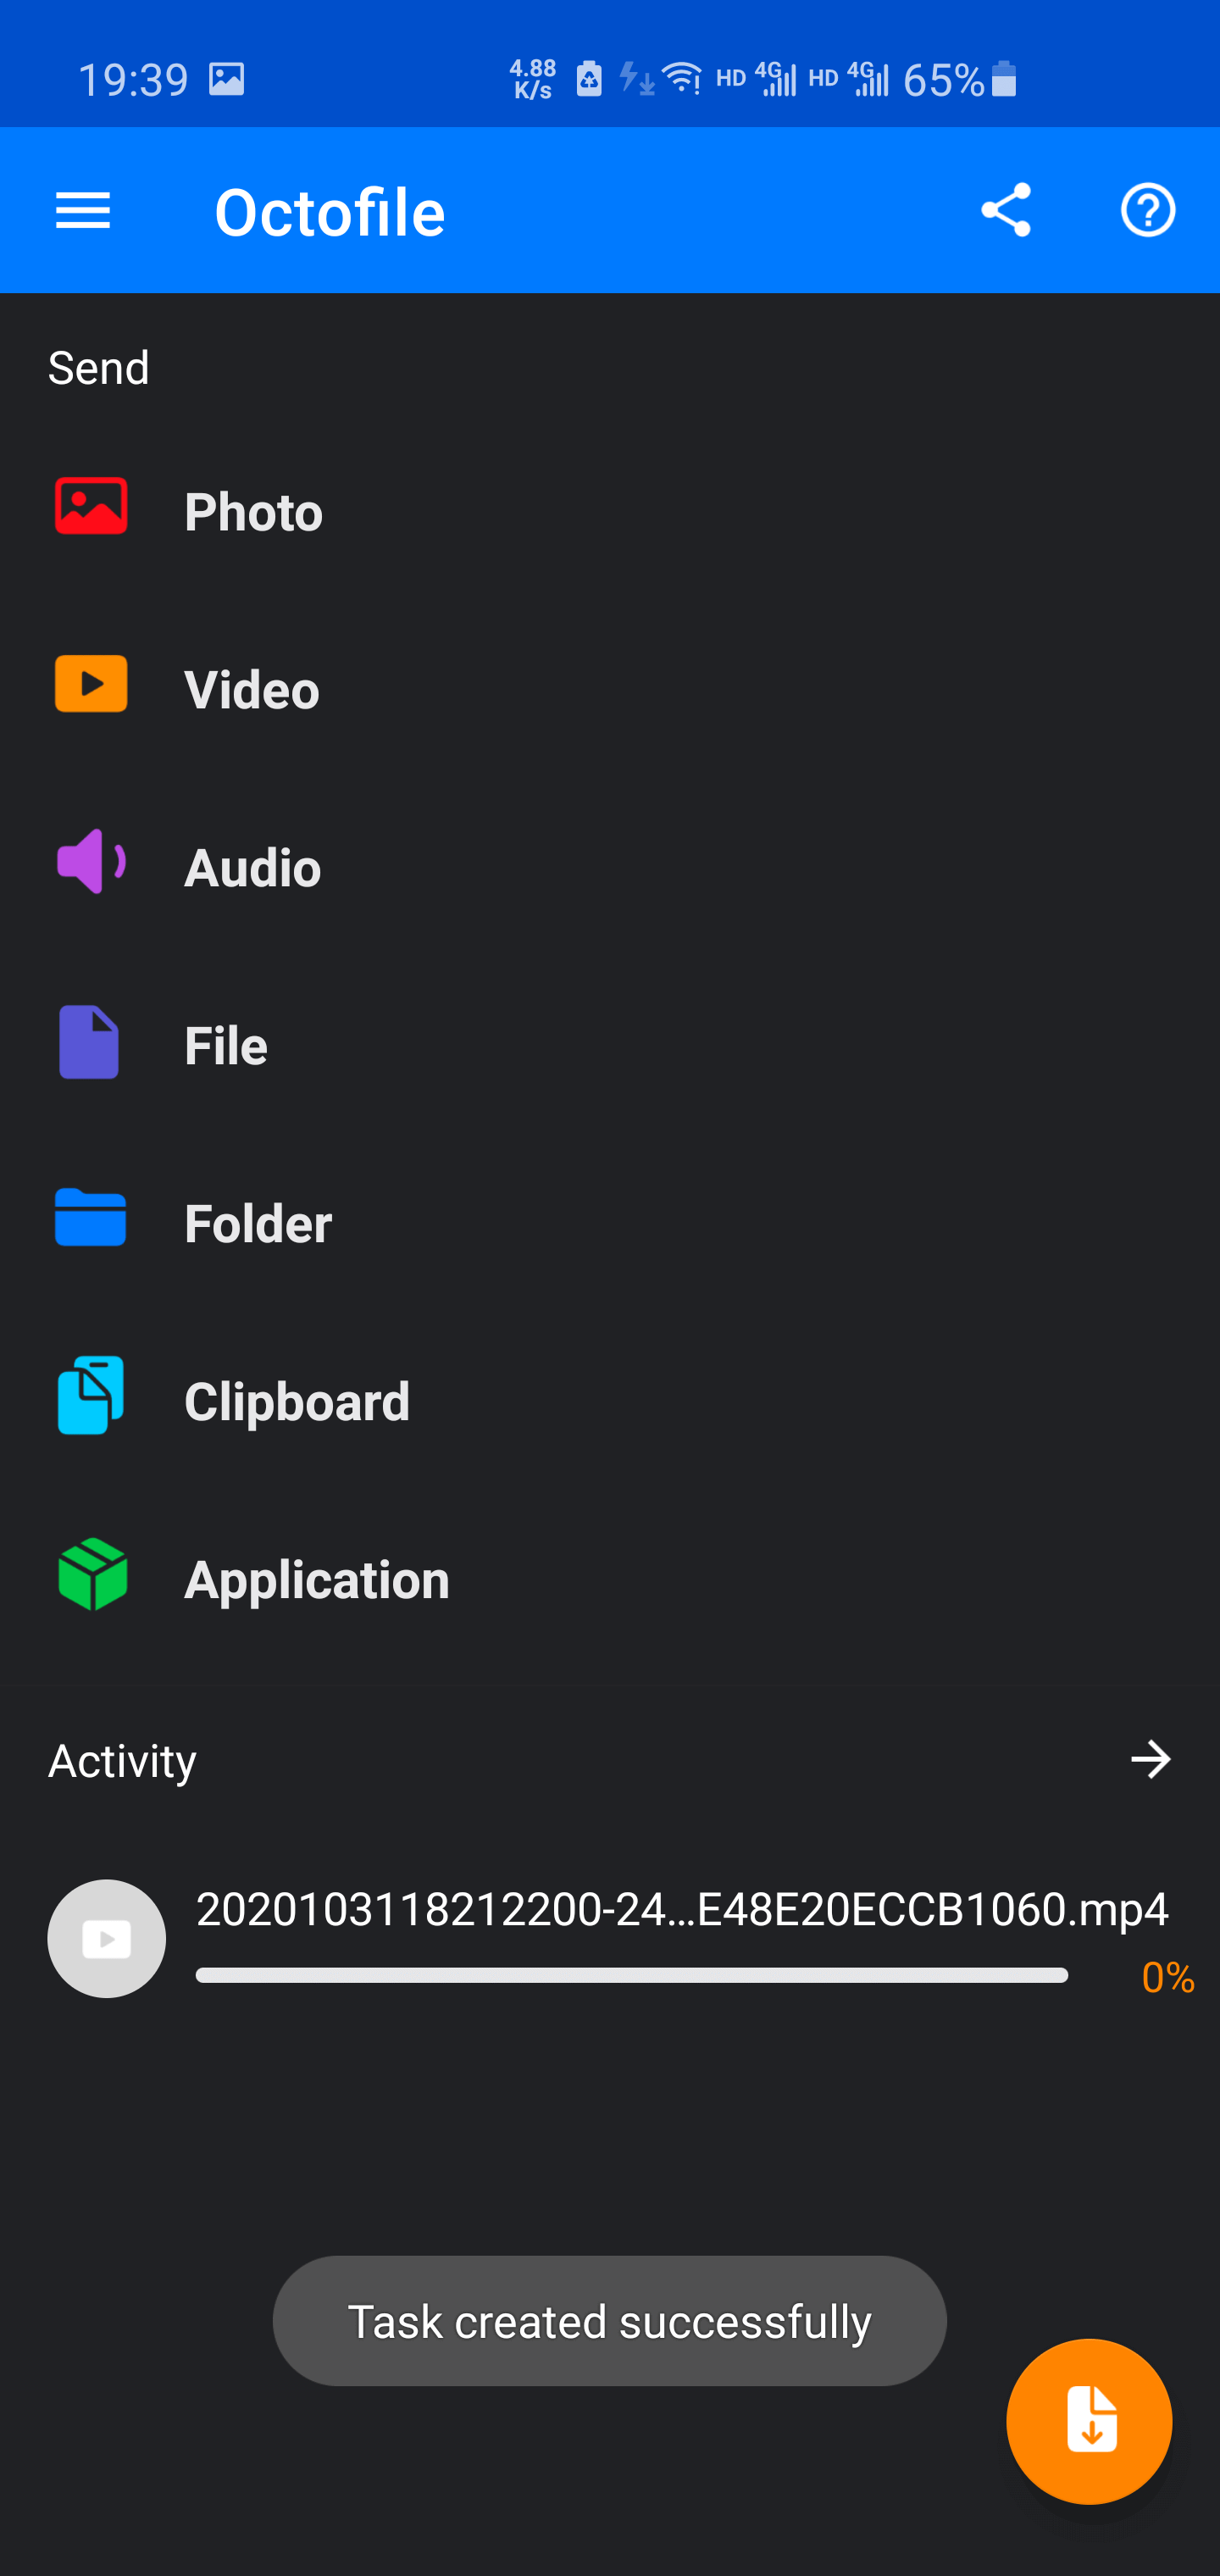 19:39 4.88 K/s HD 4G HD 4G 65%
Octofile
Send
Photo
Video
Audio
File
Folder
Clipboard
Application
Activity
2020103118212200-24...E48E20ECCB1060.mp4
0%
Task created successfully